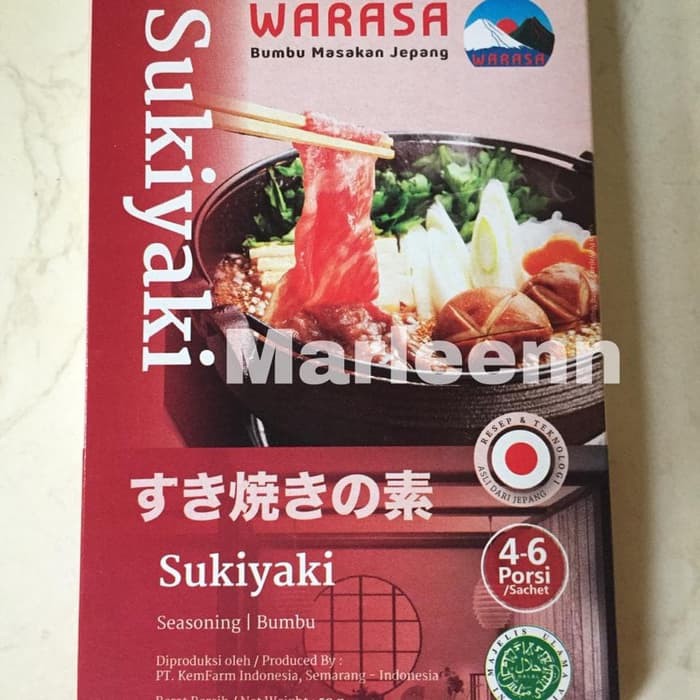 WARASA
Bumbu Masakan Jepang
WARASA
Sukiyaki
Marleenn
RESEP & TEKNOLOGI
ASLI DARI JEPANG
すき焼きの素
4-6
Porsi
/Sachet
Sukiyaki
Seasoning | Bumbu
MAJELIS ULAMA
حلال
Diproduksi oleh / Produced By :
PT. KemFarm Indonesia, Semarang - Indonesia